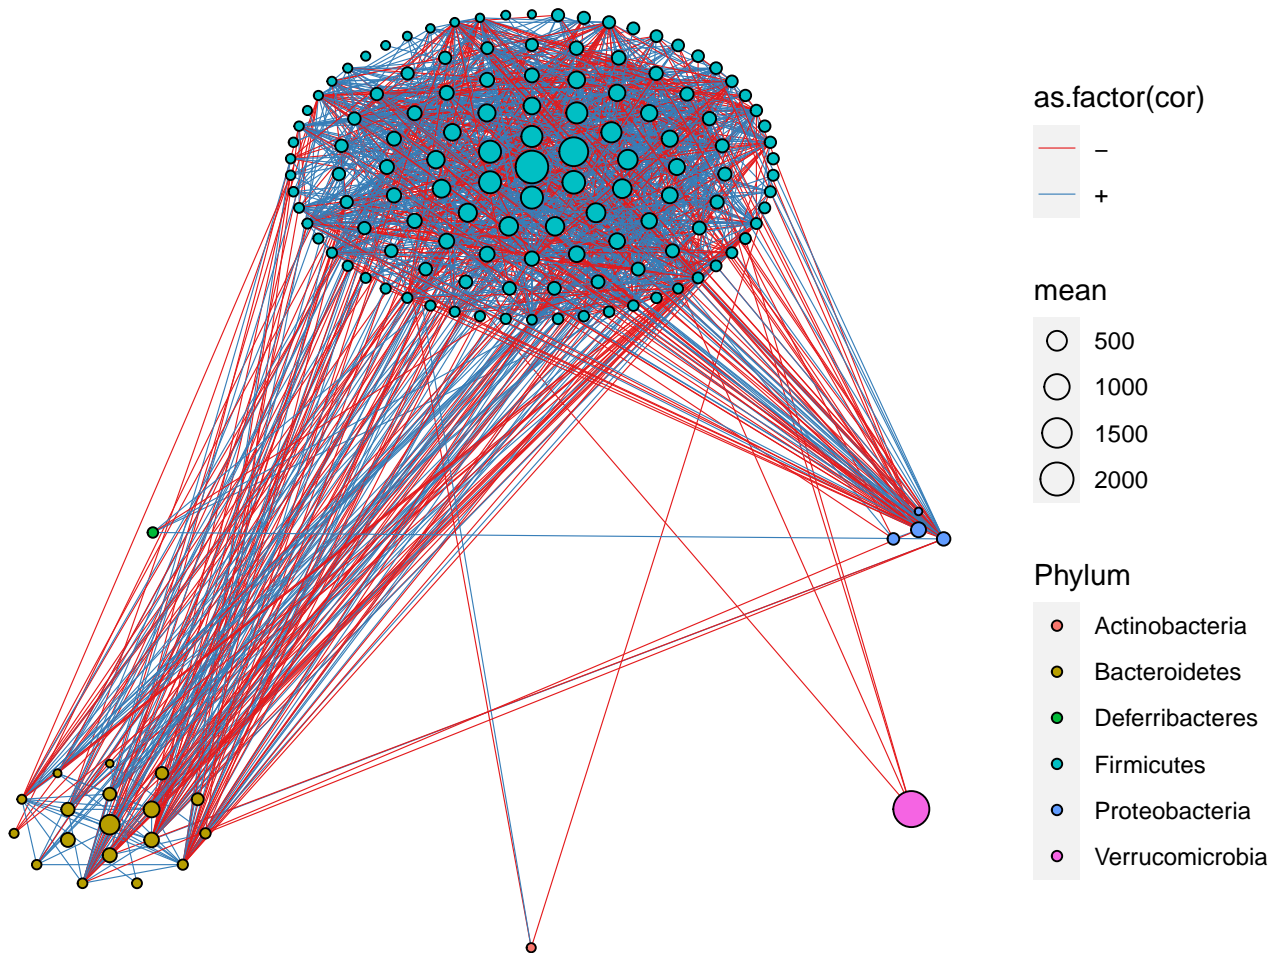 as.factor(cor)
−
+
mean
500
1000
1500
2000
Phylum
Actinobacteria
Bacteroidetes
Deferribacteres
Firmicutes
Proteobacteria
Verrucomicrobia